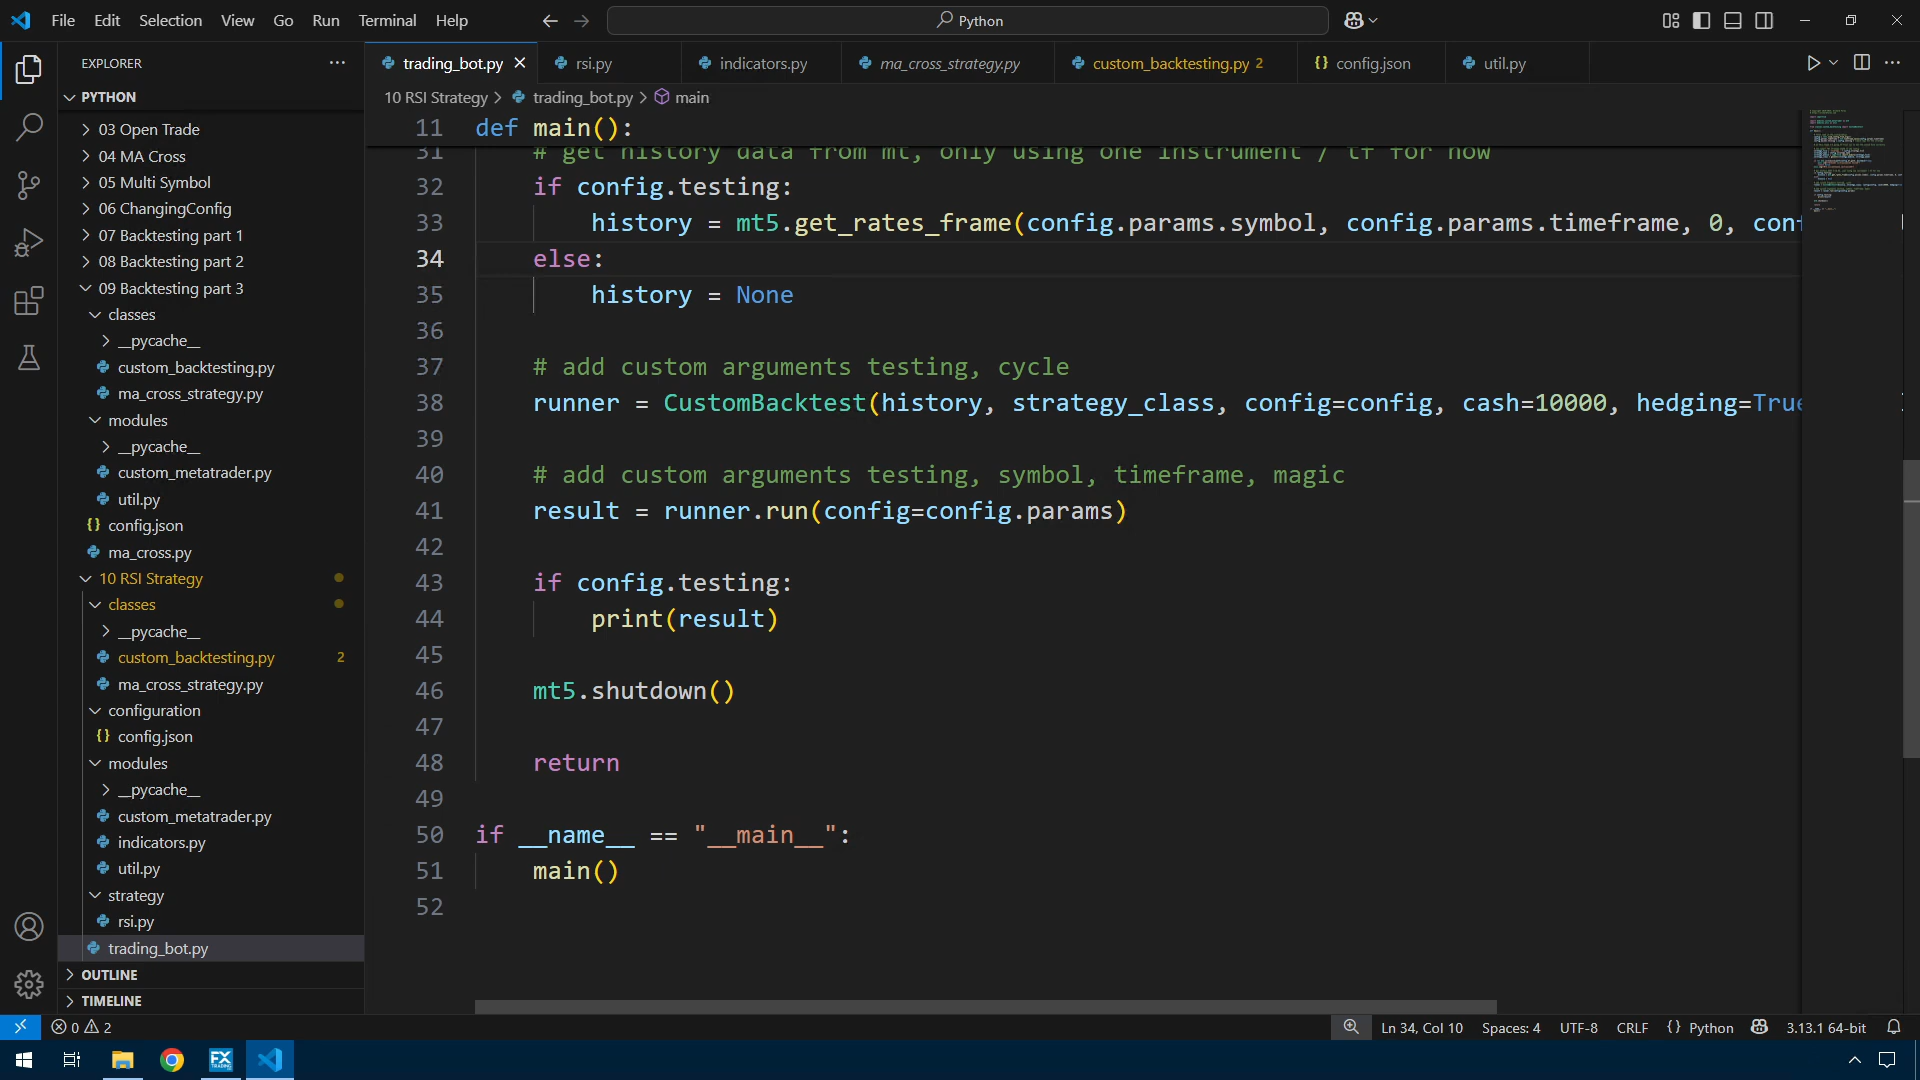 File Edit Selection View Go Run Terminal Help
Python
EXPLORER
PYTHON
03 Open Trade
04 MA Cross
05 Multi Symbol
06 ChangingConfig
07 Backtesting part 1
08 Backtesting part 2
09 Backtesting part 3
classes
__pycache__
custom_backtesting.py
ma_cross_strategy.py
modules
__pycache__
custom_metatrader.py
util.py
{} config.json
ma_cross.py
10 RSI Strategy
classes
__pycache__
custom_backtesting.py 2
ma_cross_strategy.py
configuration
{} config.json
modules
__pycache__
custom_metatrader.py
indicators.py
util.py
strategy
rsi.py
trading_bot.py
OUTLINE
TIMELINE
trading_bot.py rsi.py indicators.py ma_cross_strategy.py custom_backtesting.py 2 {} config.json util.py
10 RSI Strategy > trading_bot.py > main
11 def main():
31 # get history data from mt, only using one instrument / tf for now
32 if config.testing:
33 history = mt5.get_rates_frame(config.params.symbol, config.params.timeframe, 0, conf
34 else:
35 history = None
36
37 # add custom arguments testing, cycle
38 runner = CustomBacktest(history, strategy_class, config=config, cash=10000, hedging=True
39
40 # add custom arguments testing, symbol, timeframe, magic
41 result = runner.run(config=config.params)
42
43 if config.testing:
44 print(result)
45
46 mt5.shutdown()
47
48 return
49
50 if __name__ == "__main__":
51 main()
52
0 2
Ln 34, Col 10 Spaces: 4 UTF-8 CRLF {} Python 3.13.1 64-bit
FX
TRADING